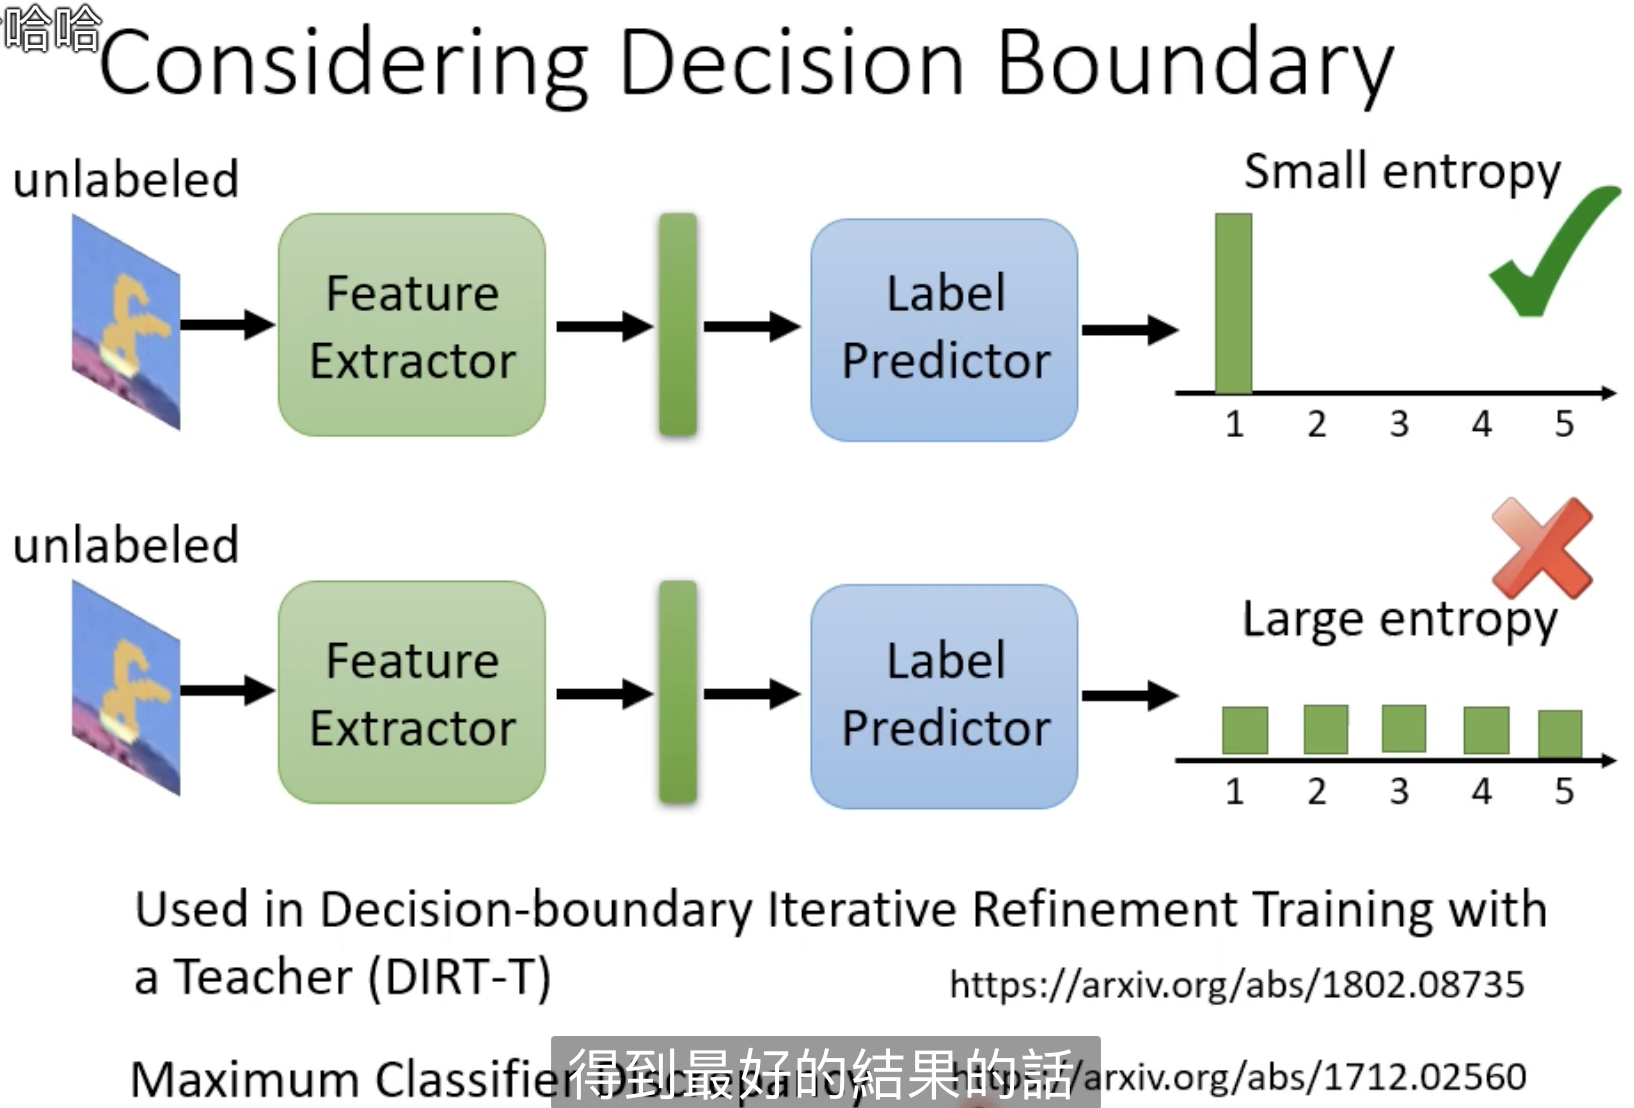 哈哈
Considering Decision Boundary
unlabeled
Small entropy
Feature
Extractor
Label
Predictor
1 2 3 4 5
unlabeled
Large entropy
Feature
Extractor
Label
Predictor
1 2 3 4 5
Used in Decision-boundary Iterative Refinement Training with
a Teacher (DIRT-T)
https://arxiv.org/abs/1802.08735
Maximum Classifier Discrepancy
https://arxiv.org/abs/1712.02560
得到最好的結果的話